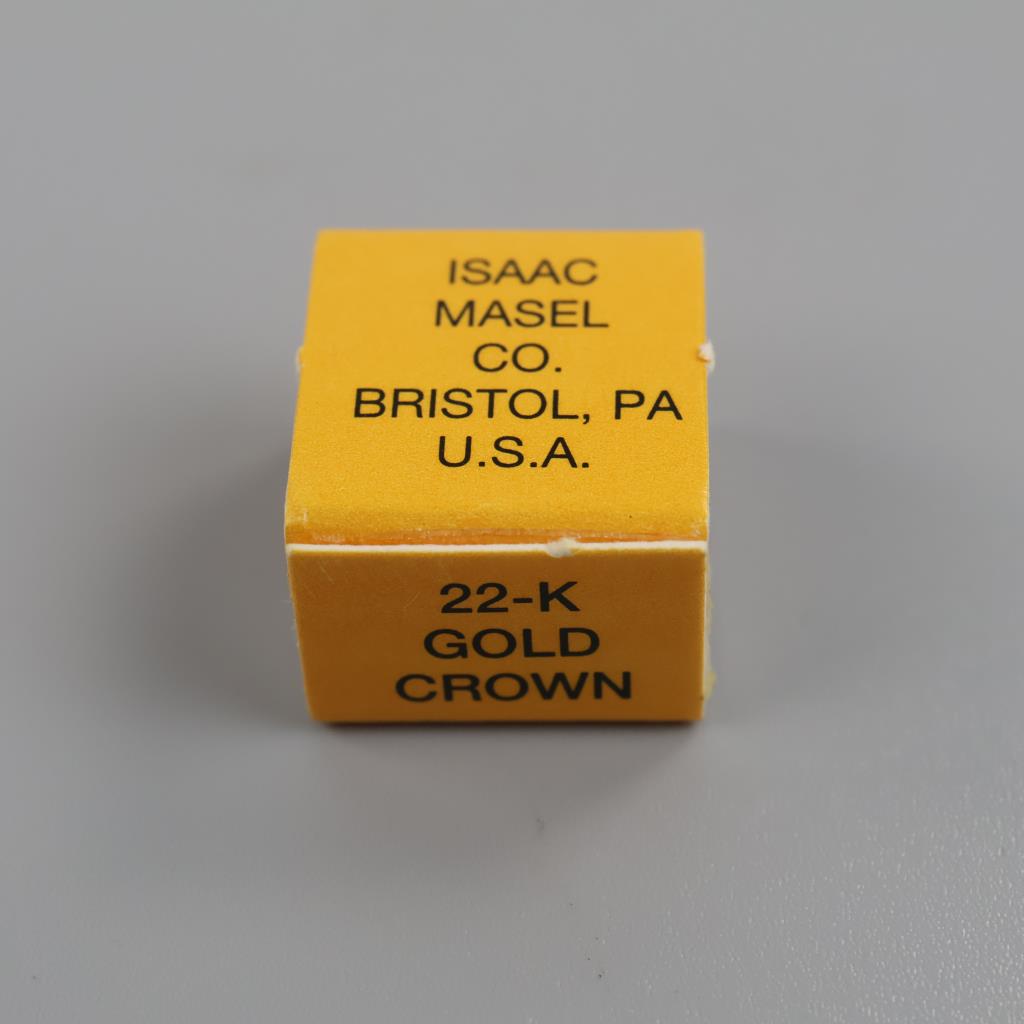 ISAAC
MASEL
CO.
BRISTOL, PA
U.S.A.
22-K
GOLD
CROWN